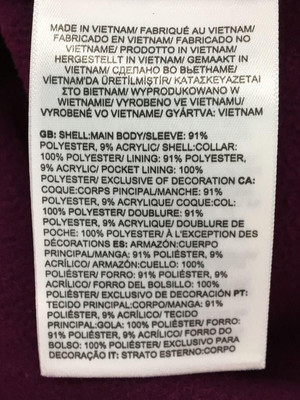 MADE IN VIETNAM/ FABRIQUÉ AU VIETNAM/
FABRICADO EN VIETNAM/ FABRICADO NO
VIETNAME/ PRODOTTO IN VIETNAM/
HERGESTELLT IN VIETNAM/ GEMAAKT IN
VIETNAM/ СДЕЛАНО ВО ВЬЕТНАМЕ/
VIETNAM'DA ÜRETİLMİŞTİR/ ΚΑΤΑΣΚΕΥΑΖΕΤΑΙ
ΣΤΟ ΒΙΕΤΝΑΜ/ WYPRODUKOWANO W
WIETNAMIE/ VYROBENO VE VIETNAMU/
VYROBENÉ VO VIETNAME/ GYÁRTVA: VIETNAM
GB: SHELL:MAIN BODY/SLEEVE: 91%
POLYESTER, 9% ACRYLIC/ SHELL:COLLAR:
100% POLYESTER/ LINING: 91% POLYESTER,
9% ACRYLIC/ POCKET LINING: 100%
POLYESTER/ EXCLUSIVE OF DECORATION CA:
COQUE:CORPS PINCIPAL/MANCHE: 91%
POLYESTER, 9% ACRYLIQUE/ COQUE:COL:
100% POLYESTER/ DOUBLURE: 91%
POLYESTER, 9% ACRYLIQUE/ DOUBLURE DE
POCHE: 100% POLYESTER/ À L'EXCEPTION DES
DÉCORATIONS ES: ARMAZÓN:CUERPO
PRINCIPAL/MANGA: 91% POLIÉSTER, 9%
ACRÍLICO/ ARMAZÓN:CUELLO: 100%
POLIÉSTER/ FORRO: 91% POLIÉSTER, 9%
ACRÍLICO/ FORRO DEL BOLSILLO: 100%
POLIÉSTER/ EXCLUSIVO DE DECORACIÓN PT:
TECIDO PRINCIPAL:CORPO/MANGA: 91%
POLIÉSTER, 9% ACRÍLICO/ TECIDO
PRINCIPAL:GOLA: 100% POLIÉSTER/ FORRO:
91% POLIÉSTER, 9% ACRÍLICO/ FORRO DO
BOLSO: 100% POLIÉSTER/ EXCLUSIVO PARA
DECORAÇÃO IT: STRATO ESTERNO:CORPO